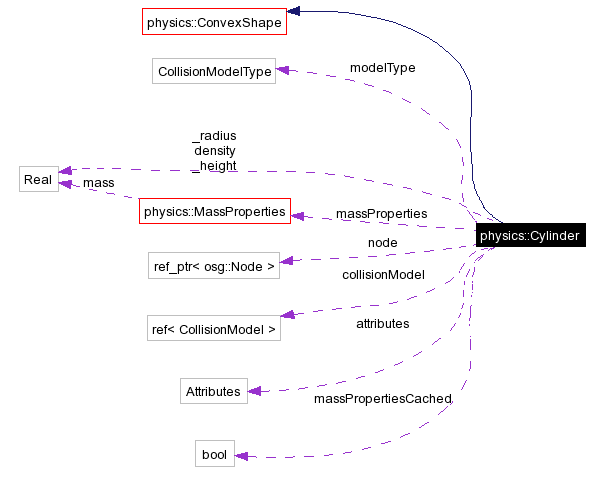 physics::ConvexShape
CollisionModelType
modelType
_radius
density
_height
Real
mass
physics::MassProperties
massProperties
physics::Cylinder
node
ref_ptr< osg::Node >
collisionModel
ref< CollisionModel >
attributes
Attributes
massPropertiesCached
bool